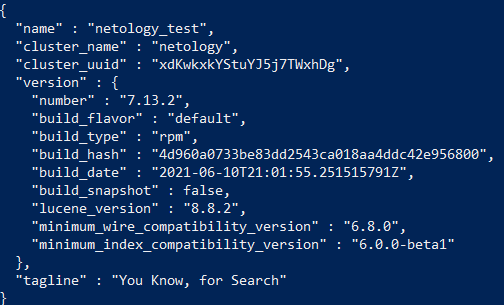 {
  "name" : "netology_test",
  "cluster_name" : "netology",
  "cluster_uuid" : "xdKwkxkYStuYJ5j7TWxhDg",
  "version" : {
    "number" : "7.13.2",
    "build_flavor" : "default",
    "build_type" : "rpm",
    "build_hash" : "4d960a0733be83dd2543ca018aa4ddc42e956800",
    "build_date" : "2021-06-10T21:01:55.251515791Z",
    "build_snapshot" : false,
    "lucene_version" : "8.8.2",
    "minimum_wire_compatibility_version" : "6.8.0",
    "minimum_index_compatibility_version" : "6.0.0-beta1"
  },
  "tagline" : "You Know, for Search"
}